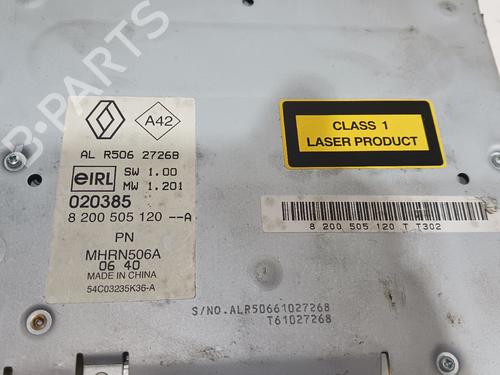 B-PARTS
A42
AL R506 27268
eIRL
SW 1.00
MW 1.201
020385
8 200 505 120 --A
PN
MHRN506A
06 40
MADE IN CHINA
54C03235K36-A
CLASS 1
LASER PRODUCT
8 200 505 120 T T302
S/NO.ALR50661027268
T61027268